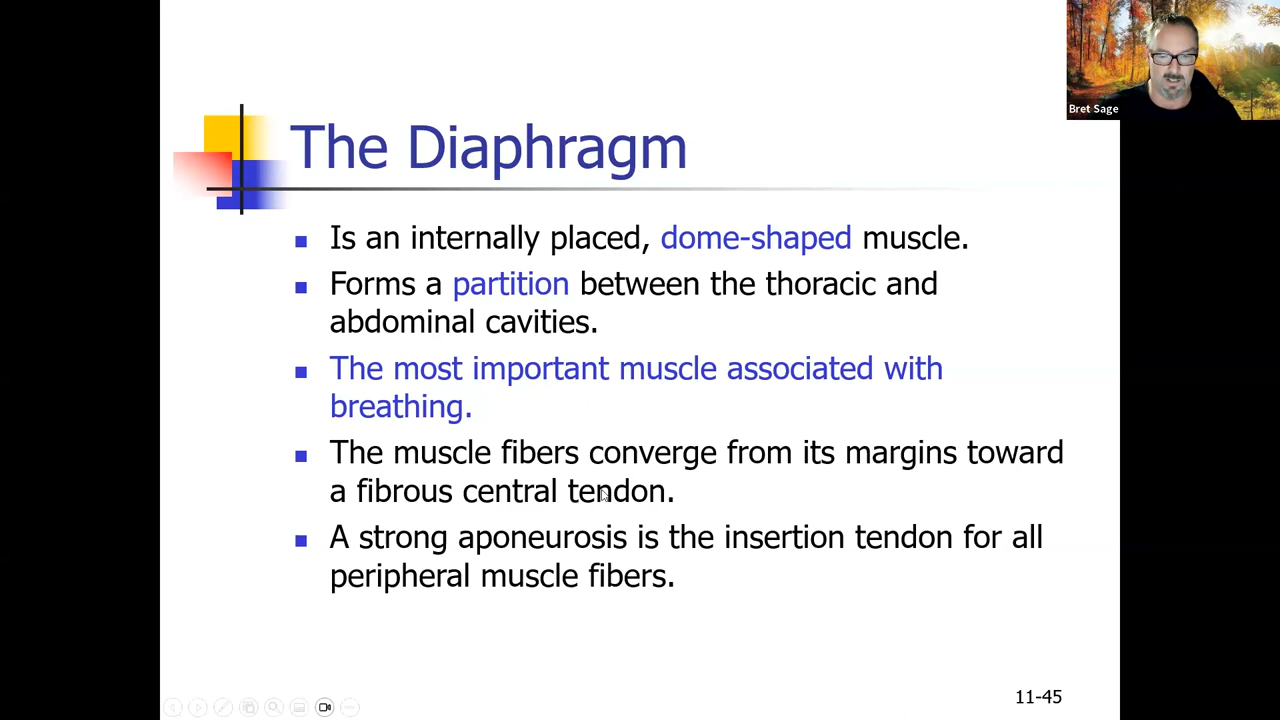 Bret Sage
The Diaphragm
Is an internally placed, dome-shaped muscle.
Forms a partition between the thoracic and
abdominal cavities.
The most important muscle associated with
breathing.
The muscle fibers converge from its margins toward
a fibrous central tendon.
A strong aponeurosis is the insertion tendon for all
peripheral muscle fibers.
11-45